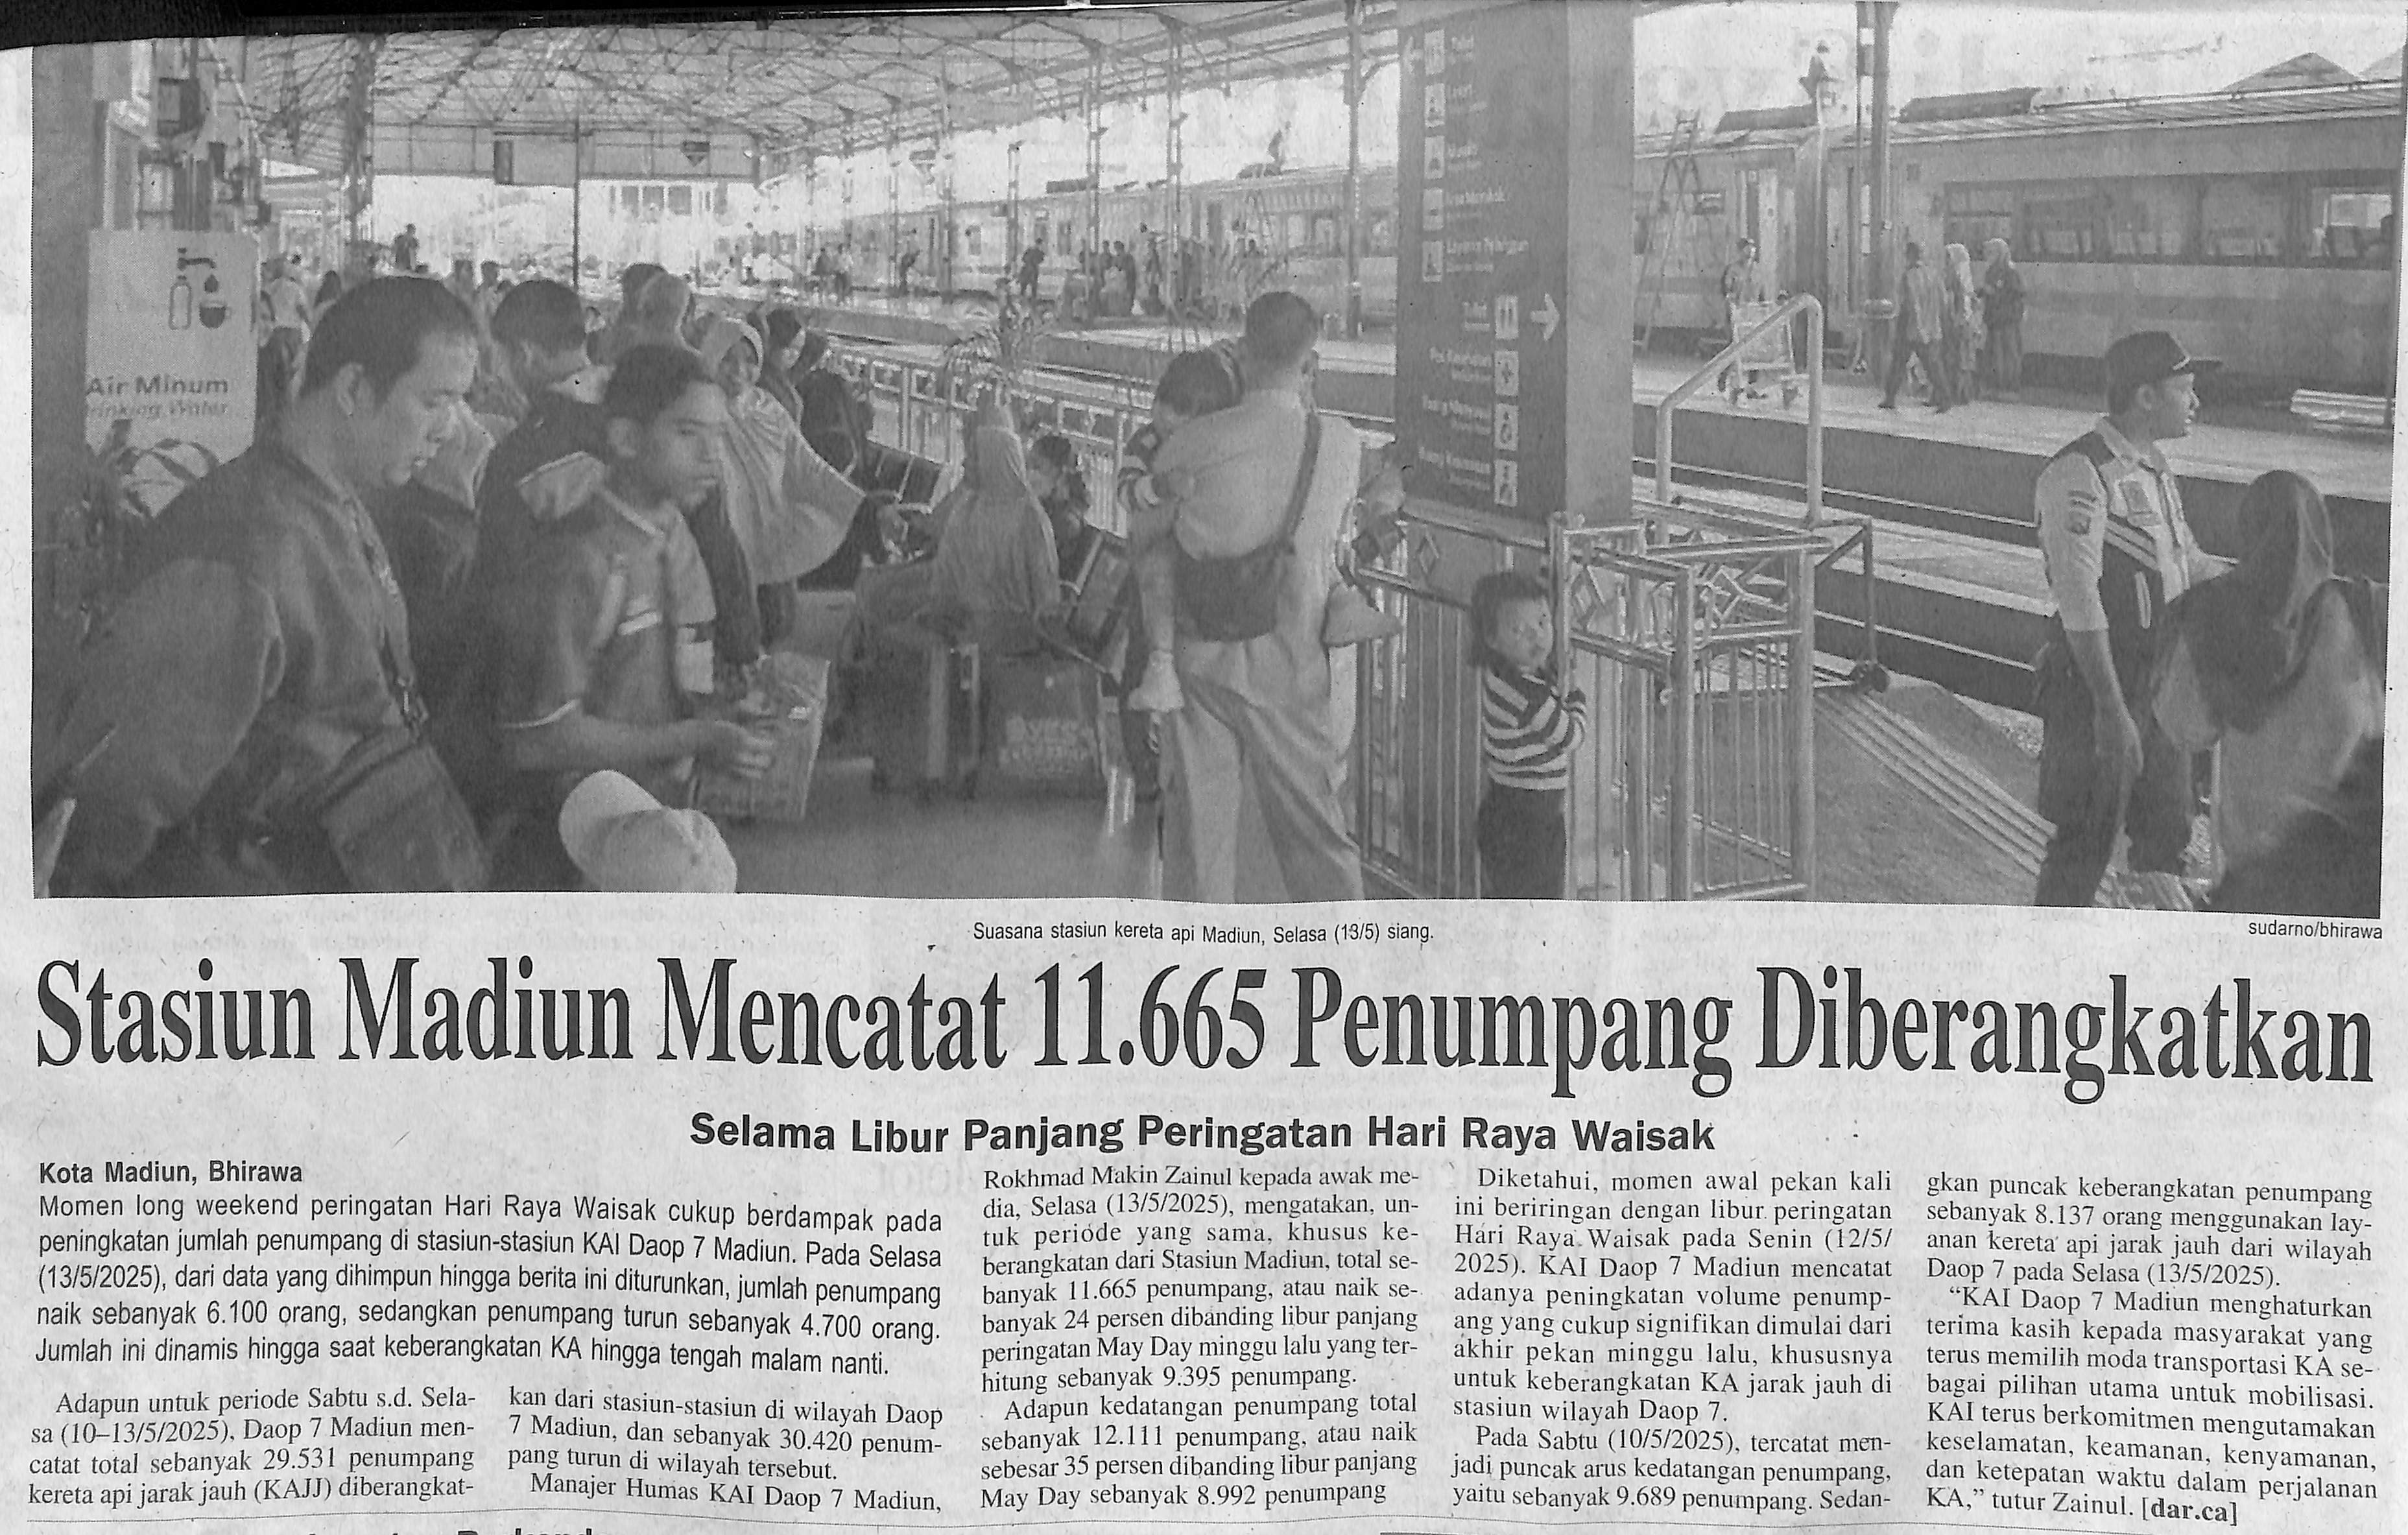 Air Minum
Drinking Water
Toilet
Suasana stasiun kereta api Madiun, Selasa (13/5) siang.
sudarno/bhirawa
Stasiun Madiun Mencatat 11.665 Penumpang Diberangkatkan
Selama Libur Panjang Peringatan Hari Raya Waisak
Kota Madiun, Bhirawa
Momen long weekend peringatan Hari Raya Waisak cukup berdampak pada
peningkatan jumlah penumpang di stasiun-stasiun KAI Daop 7 Madiun. Pada Selasa
(13/5/2025), dari data yang dihimpun hingga berita ini diturunkan, jumlah penumpang
naik sebanyak 6.100 orang, sedangkan penumpang turun sebanyak 4.700 orang.
Jumlah ini dinamis hingga saat keberangkatan KA hingga tengah malam nanti.
Adapun untuk periode Sabtu s.d. Sela-
sa (10–13/5/2025), Daop 7 Madiun men-
catat total sebanyak 29.531 penumpang
kereta api jarak jauh (KAJJ) diberangkat-
kan dari stasiun-stasiun di wilayah Daop
7 Madiun, dan sebanyak 30.420 penum-
pang turun di wilayah tersebut.
Manajer Humas KAI Daop 7 Madiun,
Rokhmad Makin Zainul kepada awak me-
dia, Selasa (13/5/2025), mengatakan, un-
tuk periode yang sama, khusus ke-
berangkatan dari Stasiun Madiun, total se-
banyak 11.665 penumpang, atau naik se-
banyak 24 persen dibanding libur panjang
peringatan May Day minggu lalu yang ter-
hitung sebanyak 9.395 penumpang.
Adapun kedatangan penumpang total
sebanyak 12.111 penumpang, atau naik
sebesar 35 persen dibanding libur panjang
May Day sebanyak 8.992 penumpang
Diketahui, momen awal pekan kali
ini beriringan dengan libur peringatan
Hari Raya Waisak pada Senin (12/5/
2025). KAI Daop 7 Madiun mencatat
adanya peningkatan volume penump-
ang yang cukup signifikan dimulai dari
akhir pekan minggu lalu, khususnya
untuk keberangkatan KA jarak jauh di
stasiun wilayah Daop 7.
Pada Sabtu (10/5/2025), tercatat men-
jadi puncak arus kedatangan penumpang,
yaitu sebanyak 9.689 penumpang. Sedan-
gkan puncak keberangkatan penumpang
sebanyak 8.137 orang menggunakan lay-
anan kereta api jarak jauh dari wilayah
Daop 7 pada Selasa (13/5/2025).
“KAI Daop 7 Madiun menghaturkan
terima kasih kepada masyarakat yang
terus memilih moda transportasi KA se-
bagai pilihan utama untuk mobilisasi.
KAI terus berkomitmen mengutamakan
keselamatan, keamanan, kenyamanan,
dan ketepatan waktu dalam perjalanan
KA,” tutur Zainul. [dar.ca]